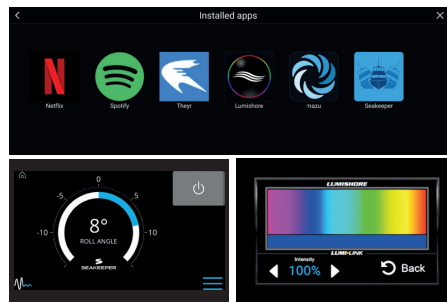 Installed apps
Netflix
Spotify
Theyr
Lumishore
mazu
Seakeeper
0
-5 5
-10 -10
8°
ROLL ANGLE
SEAKEEPER
LUMISHORE
LUMI-LINK
Intensity
100%
Back